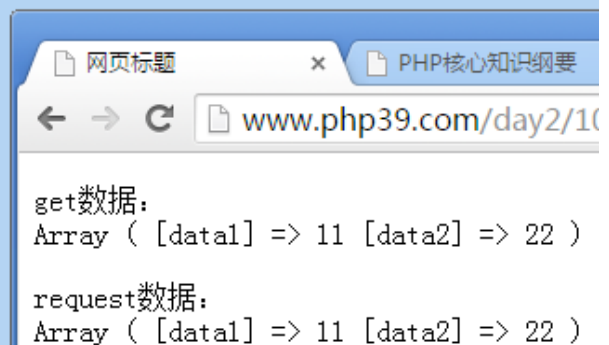 网页标题
PHP核心知识纲要
www.php39.com/day2/10
get数据：
Array ( [data1] => 11 [data2] => 22 )
request数据：
Array ( [data1] => 11 [data2] => 22 )